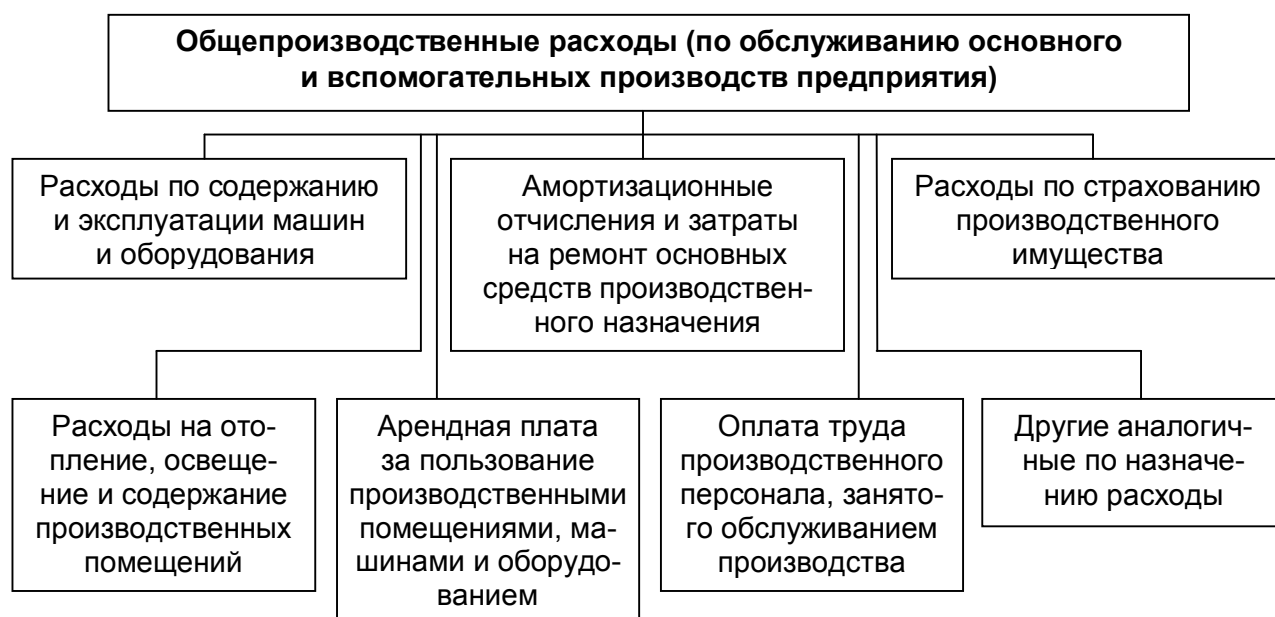 Общепроизводственные расходы (по обслуживанию основного
и вспомогательных производств предприятия)
Расходы по содержанию
и эксплуатации машин
и оборудования
Амортизационные
отчисления и затраты
на ремонт основных
средств производствен-
ного назначения
Расходы по страхованию
производственного
имущества
Расходы на ото-
пление, освеще-
ние и содержание
производственных
помещений
Арендная плата
за пользование
производственными
помещениями, ма-
шинами и оборудо-
ванием
Оплата труда
производственного
персонала, занято-
го обслуживанием
производства
Другие аналогич-
ные по назначе-
нию расходы